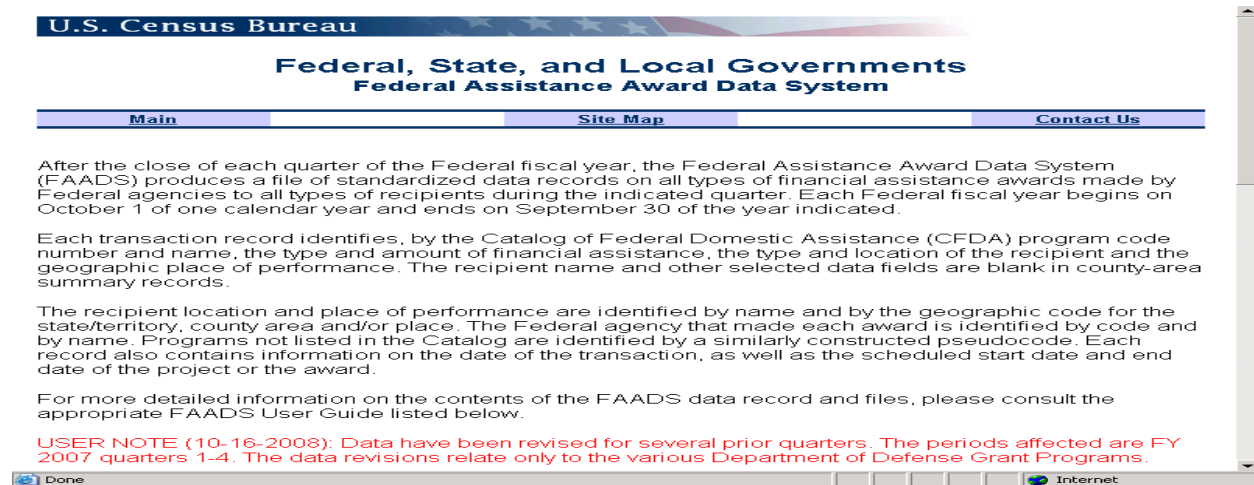 U.S. Census Bureau
Federal, State, and Local Governments
Federal Assistance Award Data System
Main Site Map Contact Us
After the close of each quarter of the Federal fiscal year, the Federal Assistance Award Data System
(FAADS) produces a file of standardized data records on all types of financial assistance awards made by
Federal agencies to all types of recipients during the indicated quarter. Each Federal fiscal year begins on
October 1 of one calendar year and ends on September 30 of the year indicated.
Each transaction record identifies, by the Catalog of Federal Domestic Assistance (CFDA) program code
number and name, the type and amount of financial assistance, the type and location of the recipient and the
geographic place of performance. The recipient name and other selected data fields are blank in county-area
summary records.
The recipient location and place of performance are identified by name and by the geographic code for the
state/territory, county area and/or place. The Federal agency that made each award is identified by code and
by name. Programs not listed in the Catalog are identified by a similarly constructed pseudocode. Each
record also contains information on the date of the transaction, as well as the scheduled start date and end
date of the project or the award.
For more detailed information on the contents of the FAADS data record and files, please consult the
appropriate FAADS User Guide listed below.
USER NOTE (10-16-2008): Data have been revised for several prior quarters. The periods affected are FY
2007 quarters 1-4. The data revisions relate only to the various Department of Defense Grant Programs.
Done Internet